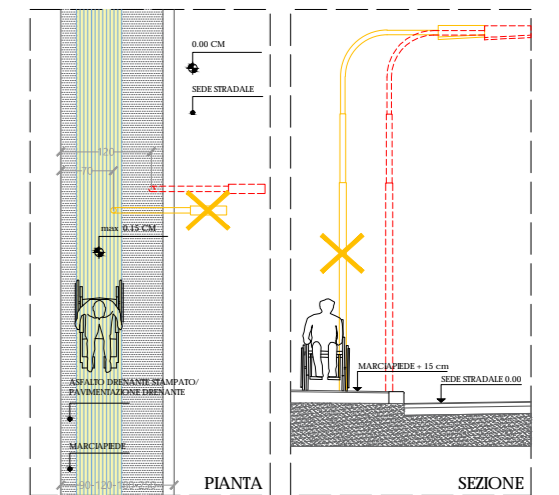 0.00 CM
SEDE STRADALE
120
70
max 0.15 CM
ASFALTO DRENANTE STAMPATO/
PAVIMENTAZIONE DRENANTE
MARCIAPIEDE
PIANTA
MARCIAPIEDE + 15 cm
SEDE STRADALE 0.00
SEZIONE